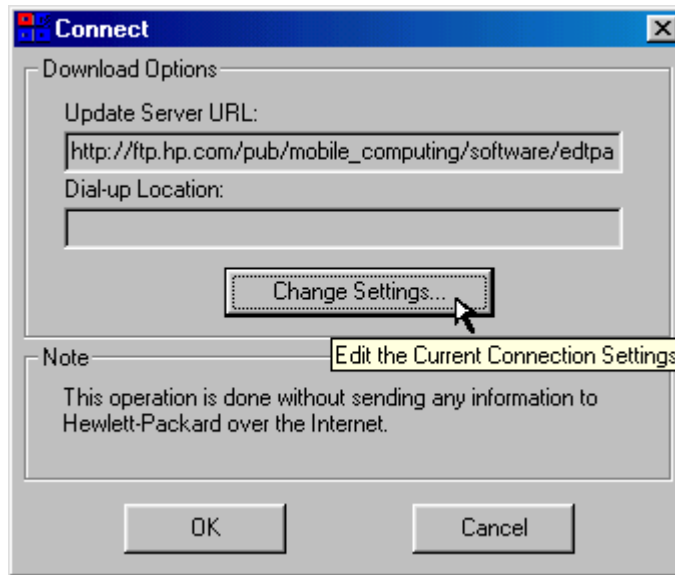 Connect
Download Options
Update Server URL:
http://ftp.hp.com/pub/mobile_computing/software/edtpa
Dial-up Location:
Change Settings...
Edit the Current Connection Settings
Note
This operation is done without sending any information to
Hewlett-Packard over the Internet.
OK
Cancel